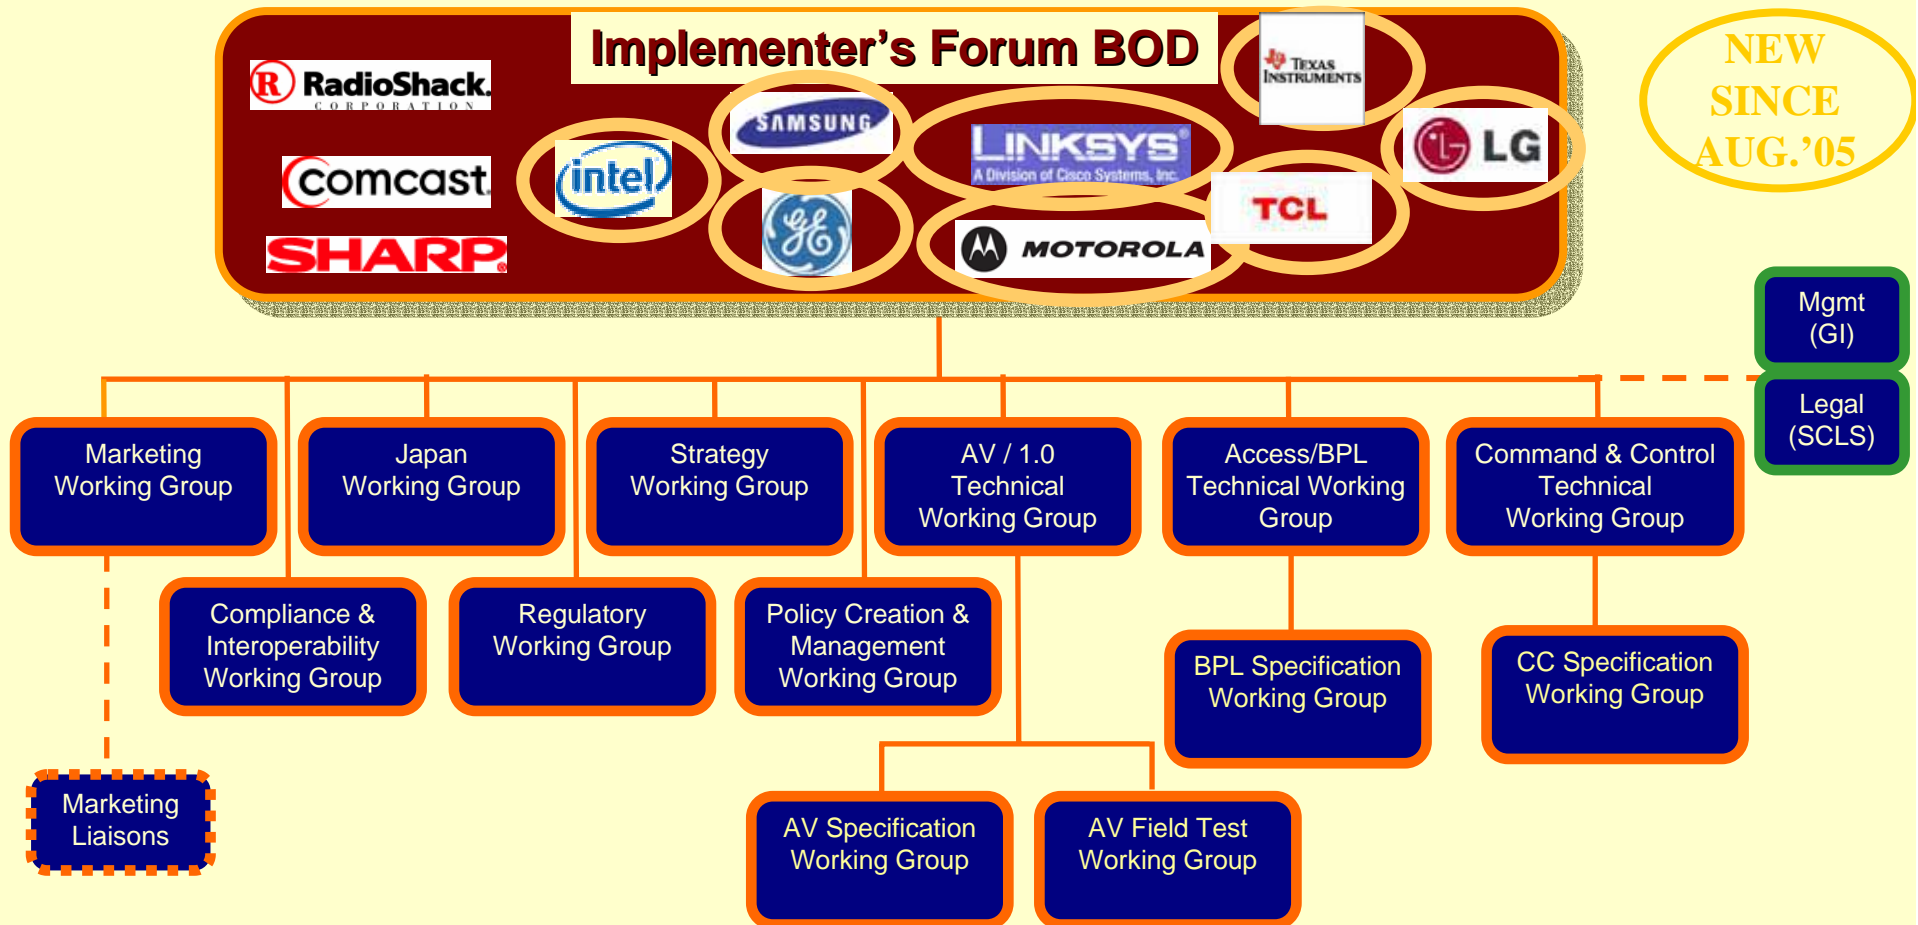 Implementer's Forum BOD
NEW
SINCE
AUG.'05
R RadioShack.
CORPORATION
comcast.
SHARP®
intel
SAMSUNG
GE
LINKSYS®
A Division of Cisco Systems, Inc.
MOTOROLA
TEXAS
INSTRUMENTS
TCL
LG
Mgmt
(GI)
Legal
(SCLS)
Marketing
Working Group
Japan
Working Group
Strategy
Working Group
AV / 1.0
Technical
Working Group
Access/BPL
Technical Working
Group
Command & Control
Technical
Working Group
Compliance &
Interoperability
Working Group
Regulatory
Working Group
Policy Creation &
Management
Working Group
BPL Specification
Working Group
CC Specification
Working Group
Marketing
Liaisons
AV Specification
Working Group
AV Field Test
Working Group